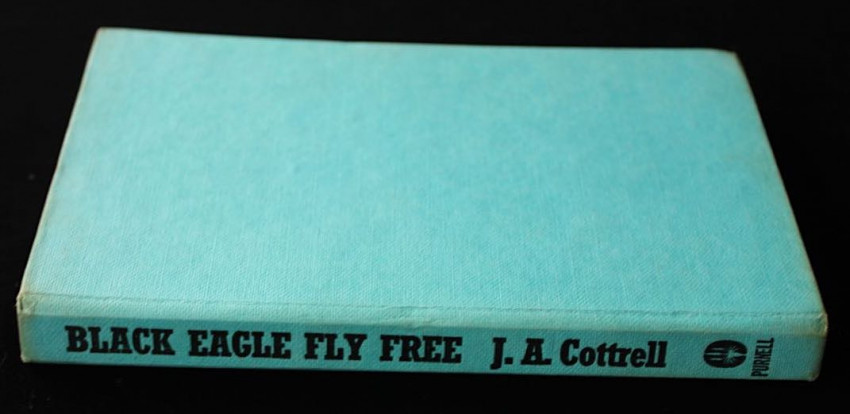 BLACK EAGLE FLY FREE J. A. Cottrell
PURNELL